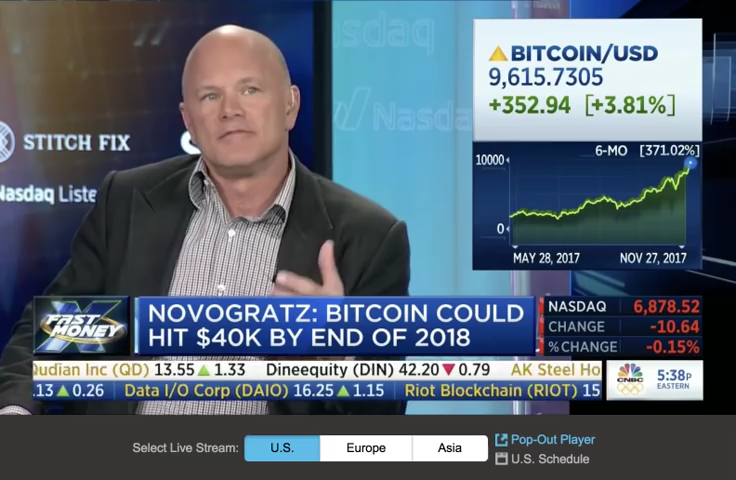 sdaq
STITCH FIX
Nasdaq
Nasdaq Liste
BITCOIN/USD
9,615.7305
+352.94 [+3.81%]
6-MO [371.02%]
10000
0
MAY 28, 2017 NOV 27, 2017
FAST MONEY
NOVOGRATZ: BITCOIN COULD
HIT $40K BY END OF 2018
NASDAQ 6,878.52
CHANGE -10.64
% CHANGE -0.15%
Qudian Inc (QD) 13.55 ▲ 1.33 Dineequity (DIN) 42.20 ▼ 0.79 AK Steel Ho
.13 ▲ 0.26 Data I/O Corp (DAIO) 16.25 ▲ 1.15 Riot Blockchain (RIOT) 15
CNBC
5:38P
EASTERN
Select Live Stream: U.S. Europe Asia
Pop-Out Player
U.S. Schedule